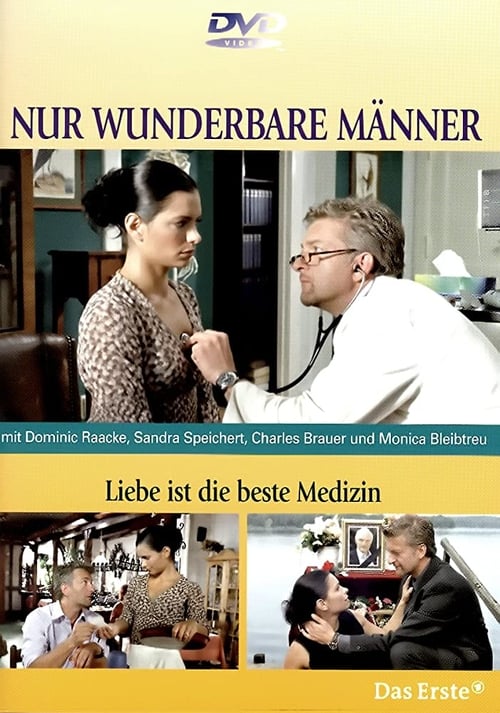 DVD
VIDEO
NUR WUNDERBARE MÄNNER
mit Dominic Raacke, Sandra Speichert, Charles Brauer und Monica Bleibtreu
Liebe ist die beste Medizin
Das Erste